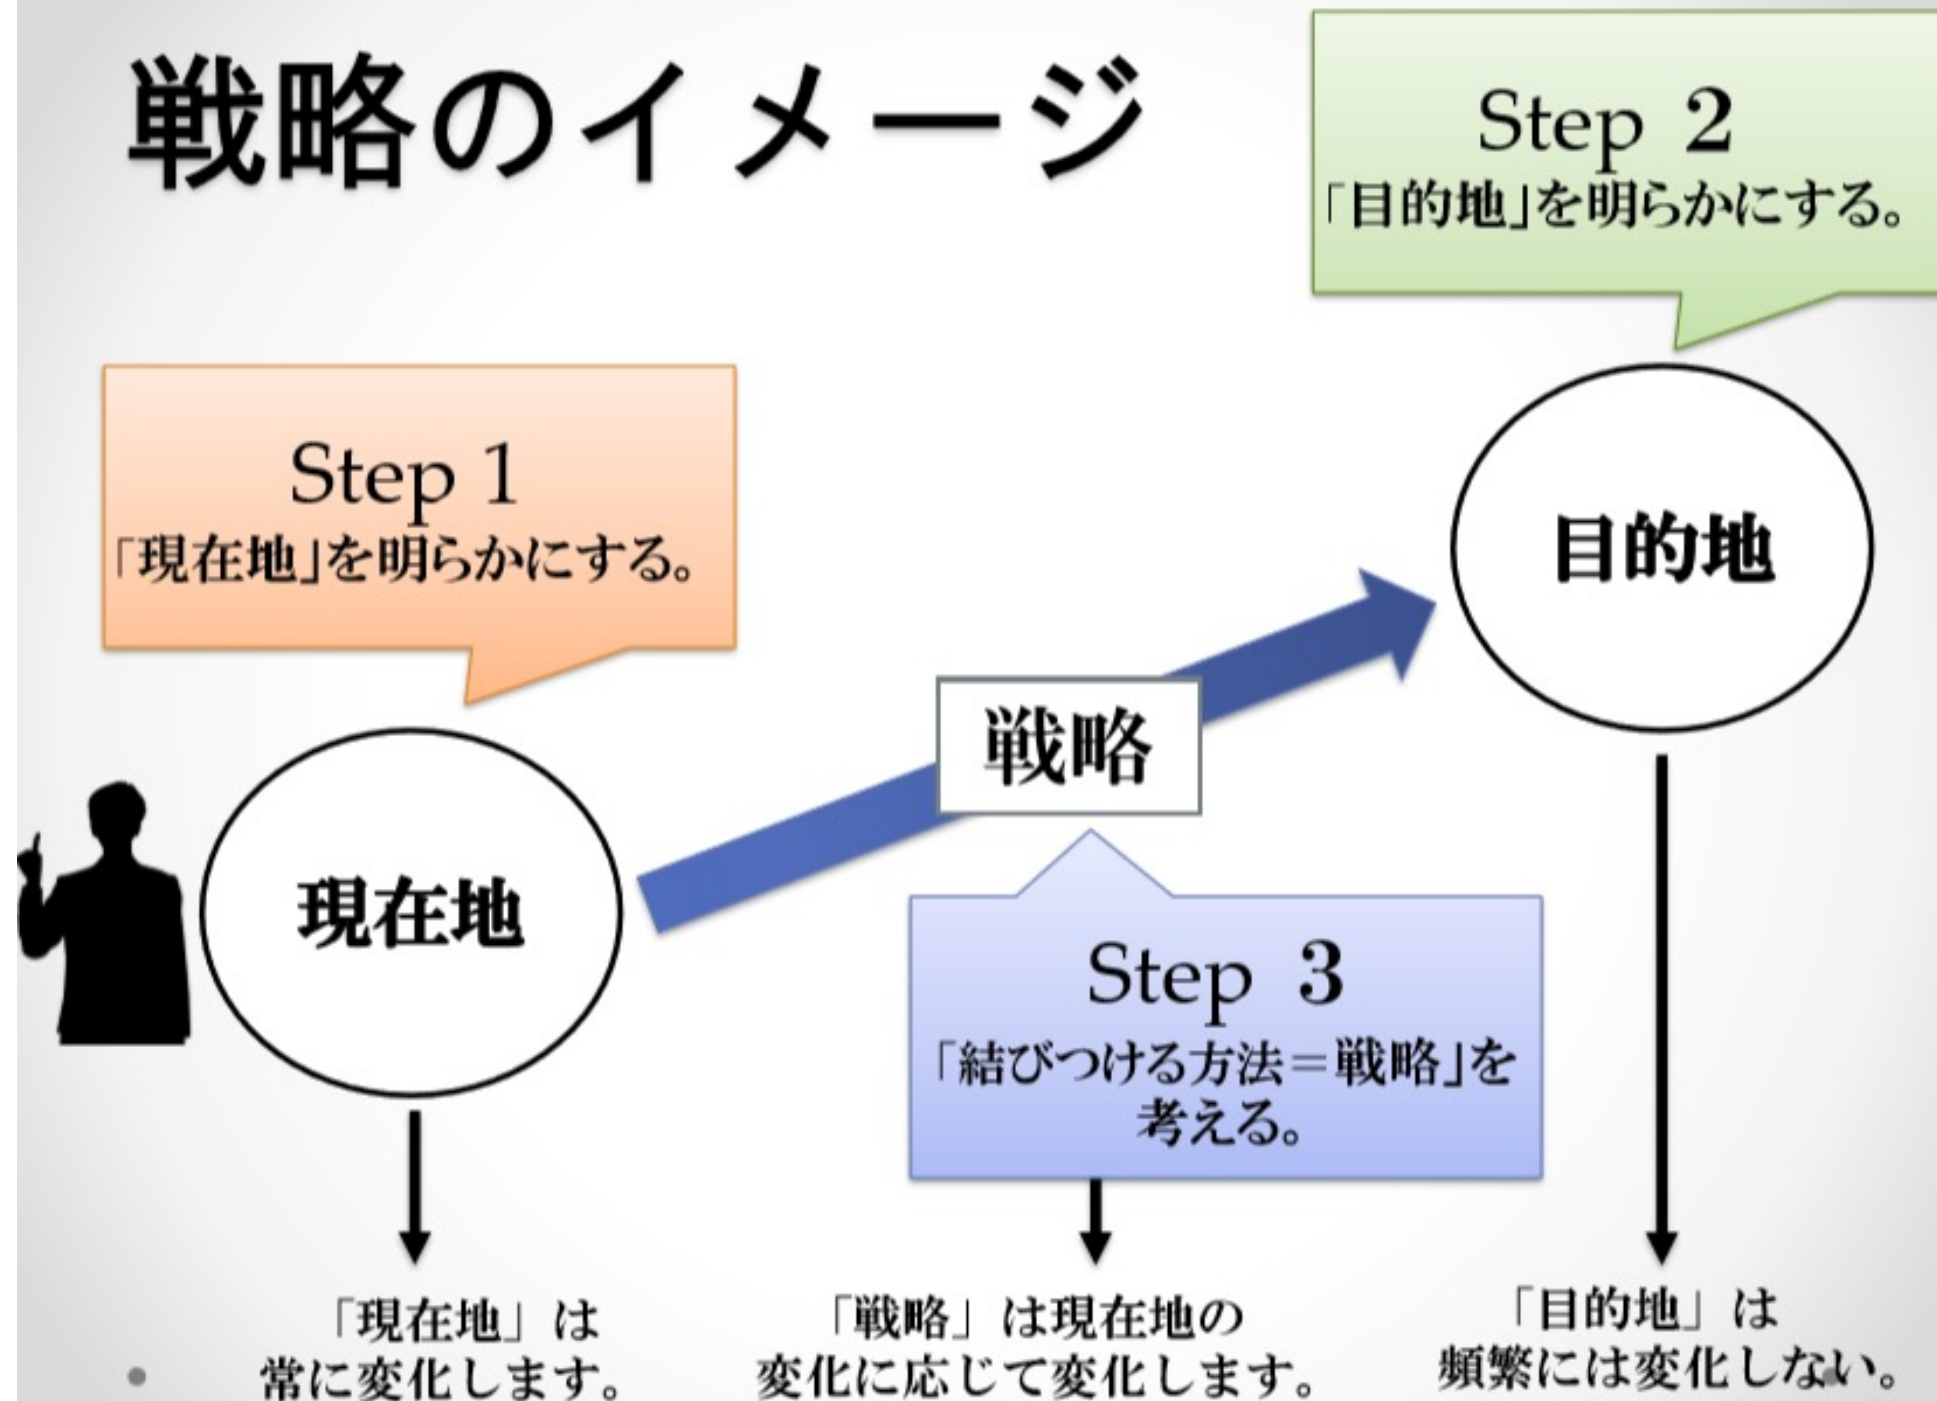 戦略のイメージ
Step 2
「目的地」を明らかにする。
Step 1
「現在地」を明らかにする。
目的地
戦略
現在地
Step 3
「結びつける方法＝戦略」を
考える。
「現在地」は
常に変化します。
「戦略」は現在地の
変化に応じて変化します。
「目的地」は
頻繁には変化しない。